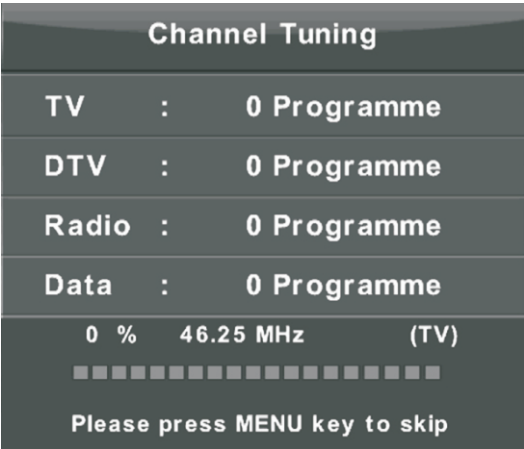 Channel Tuning
TV : 0 Programme
DTV : 0 Programme
Radio : 0 Programme
Data : 0 Programme
0 % 46.25 MHz (TV)
Please press MENU key to skip